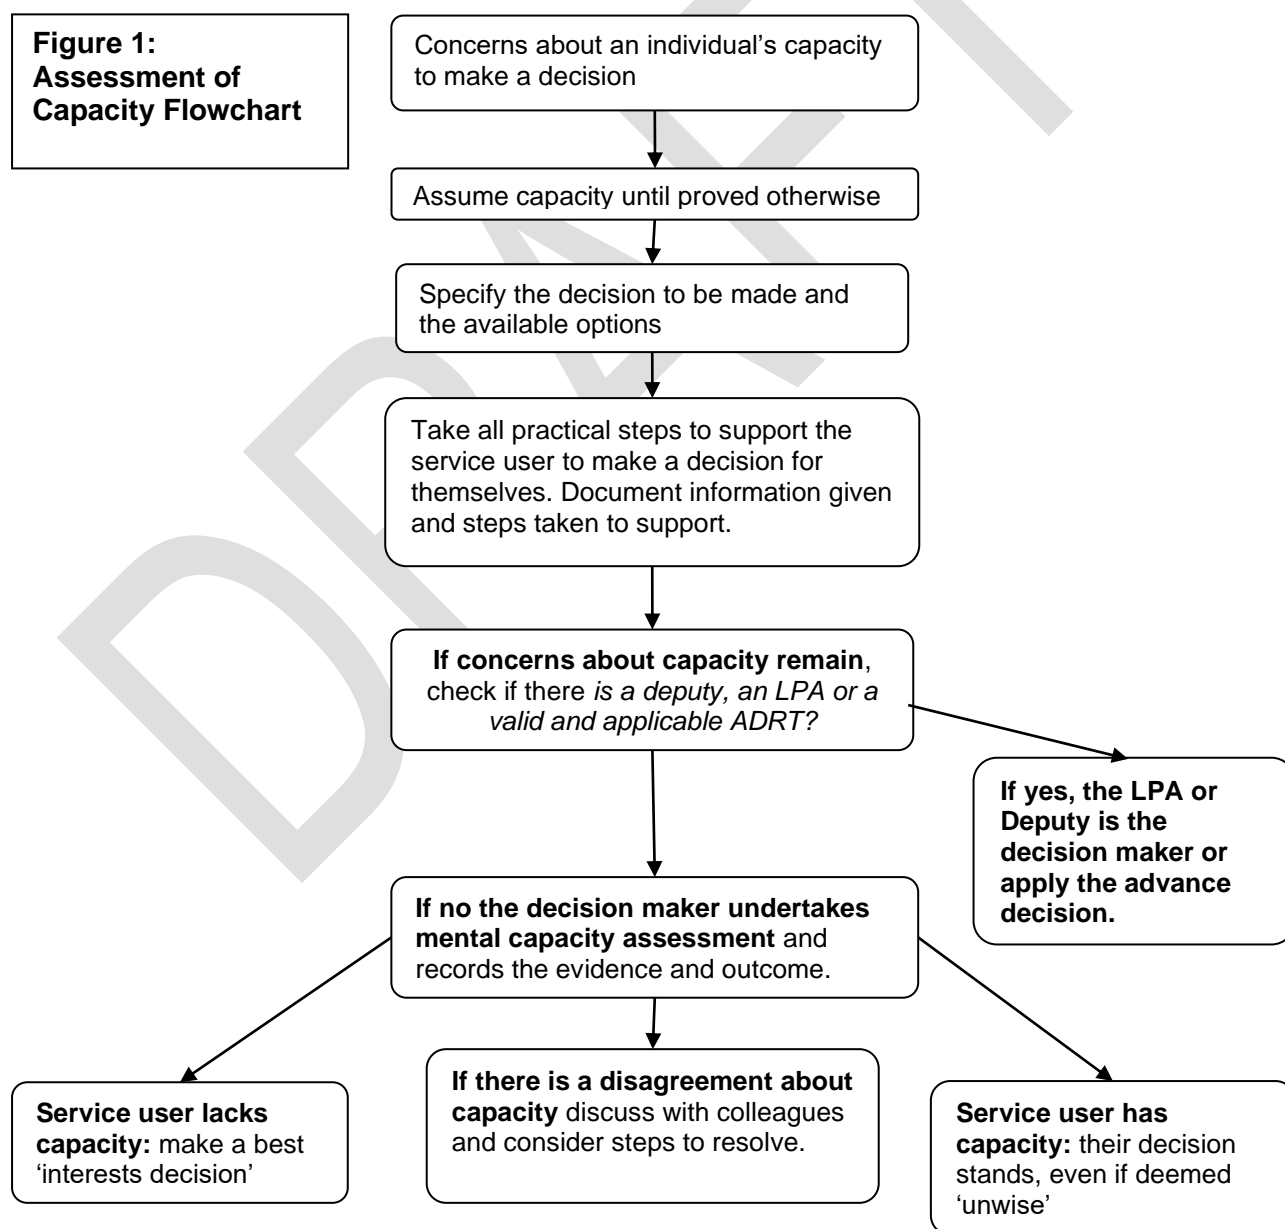 Figure 1:
Assessment of
Capacity Flowchart
Concerns about an individual’s capacity
to make a decision
Assume capacity until proved otherwise
Specify the decision to be made and
the available options
Take all practical steps to support the
service user to make a decision for
themselves. Document information given
and steps taken to support.
If concerns about capacity remain,
check if there is a deputy, an LPA or a
valid and applicable ADRT?
If yes, the LPA or
Deputy is the
decision maker or
apply the advance
decision.
If no the decision maker undertakes
mental capacity assessment and
records the evidence and outcome.
Service user lacks
capacity: make a best
‘interests decision’
If there is a disagreement about
capacity discuss with colleagues
and consider steps to resolve.
Service user has
capacity: their decision
stands, even if deemed
‘unwise’
DRAFT